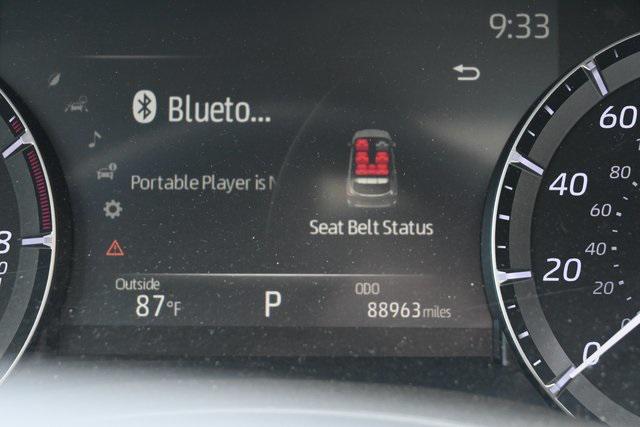 9:33
Blueto...
Portable Player is
Seat Belt Status
Outside
87°F
P
ODO
88963 miles
8
60
40
20
0
80
60
40
20